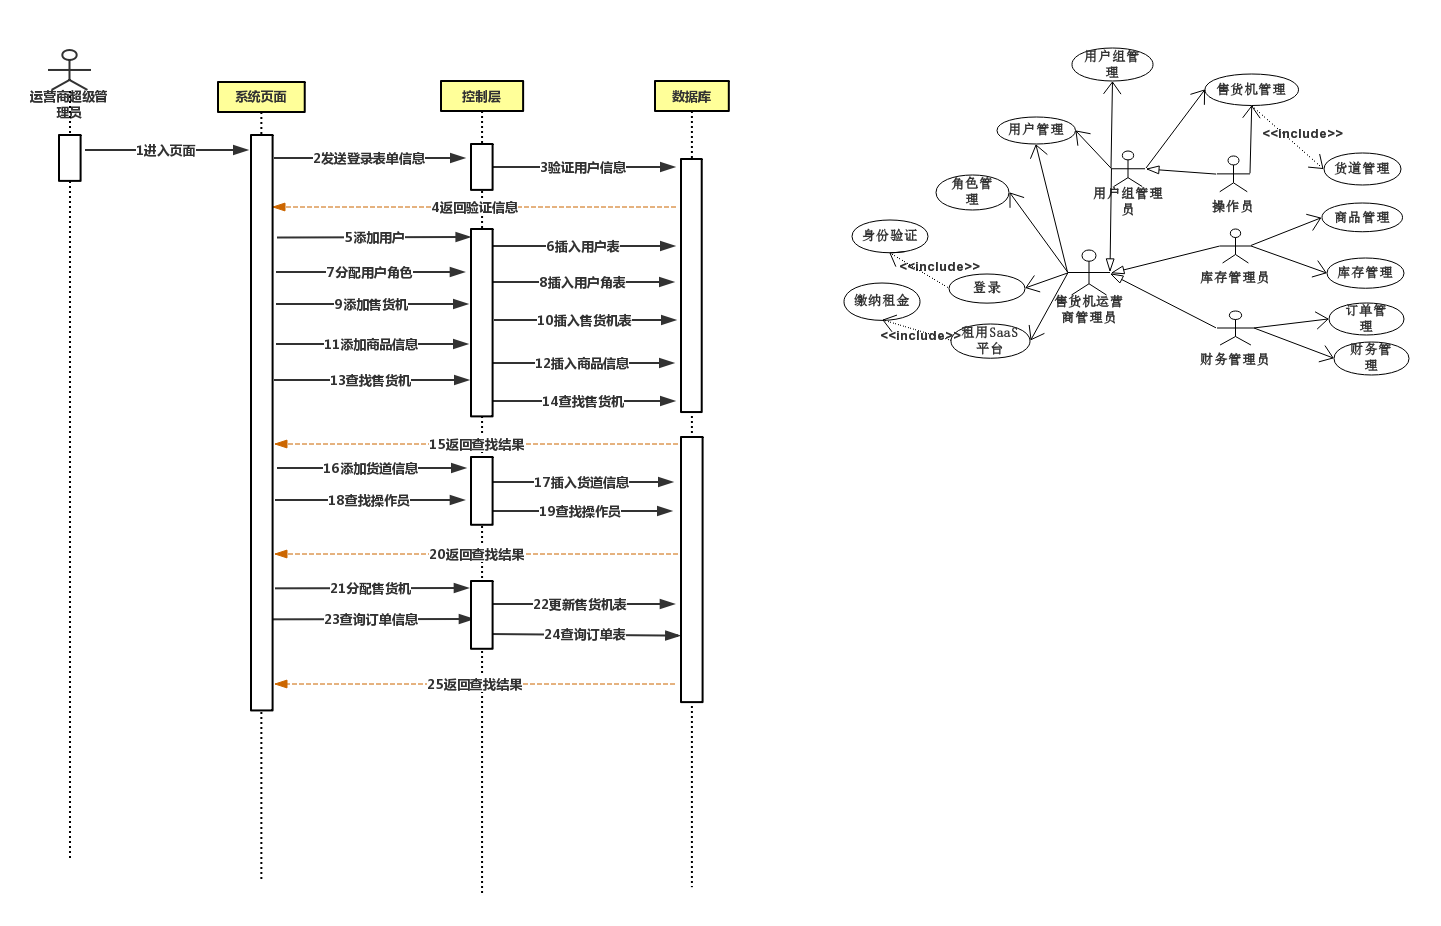 运营商超级管
理员
系统页面
控制层
数据库
1进入页面
2发送登录表单信息
3验证用户信息
4返回验证信息
5添加用户
6插入用户表
7分配用户角色
8插入用户角表
9添加售货机
10插入售货机表
11添加商品信息
12插入商品信息
13查找售货机
14查找售货机
15返回查找结果
16添加货道信息
17插入货道信息
18查找操作员
19查找操作员
20返回查找结果
21分配售货机
22更新售货机表
23查询订单信息
24查询订单表
25返回查找结果
用户组管
理
售货机管理
用户管理
<<include>>
货道管理
角色管
理
用户组管理
员
操作员
商品管理
身份验证
<<include>>
登录
库存管理员
库存管理
缴纳租金
售货机运营
商管理员
<<include>>
租用SaaS
平台
订单管
理
财务管理员
财务管
理